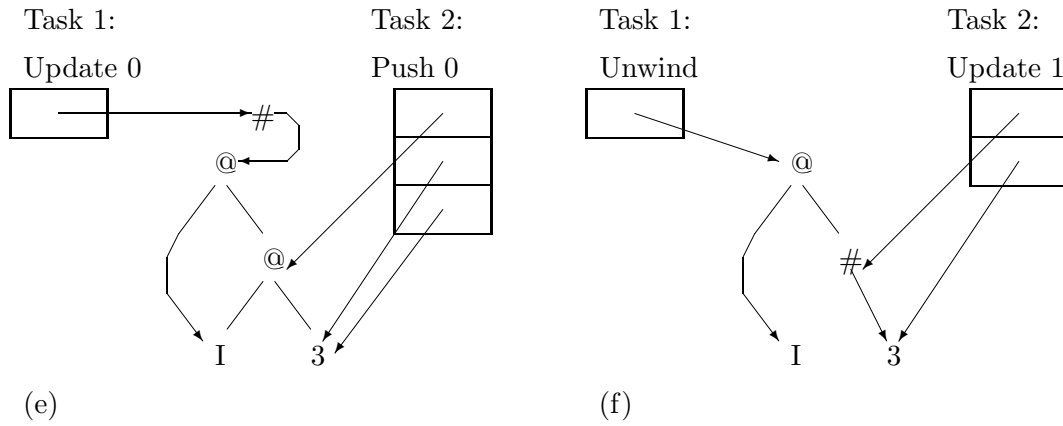 Task 1:
Task 2:
Update 0
Push 0
#
@
@
I
3
(e)
Task 1:
Task 2:
Unwind
Update 1
@
#
I
3
(f)